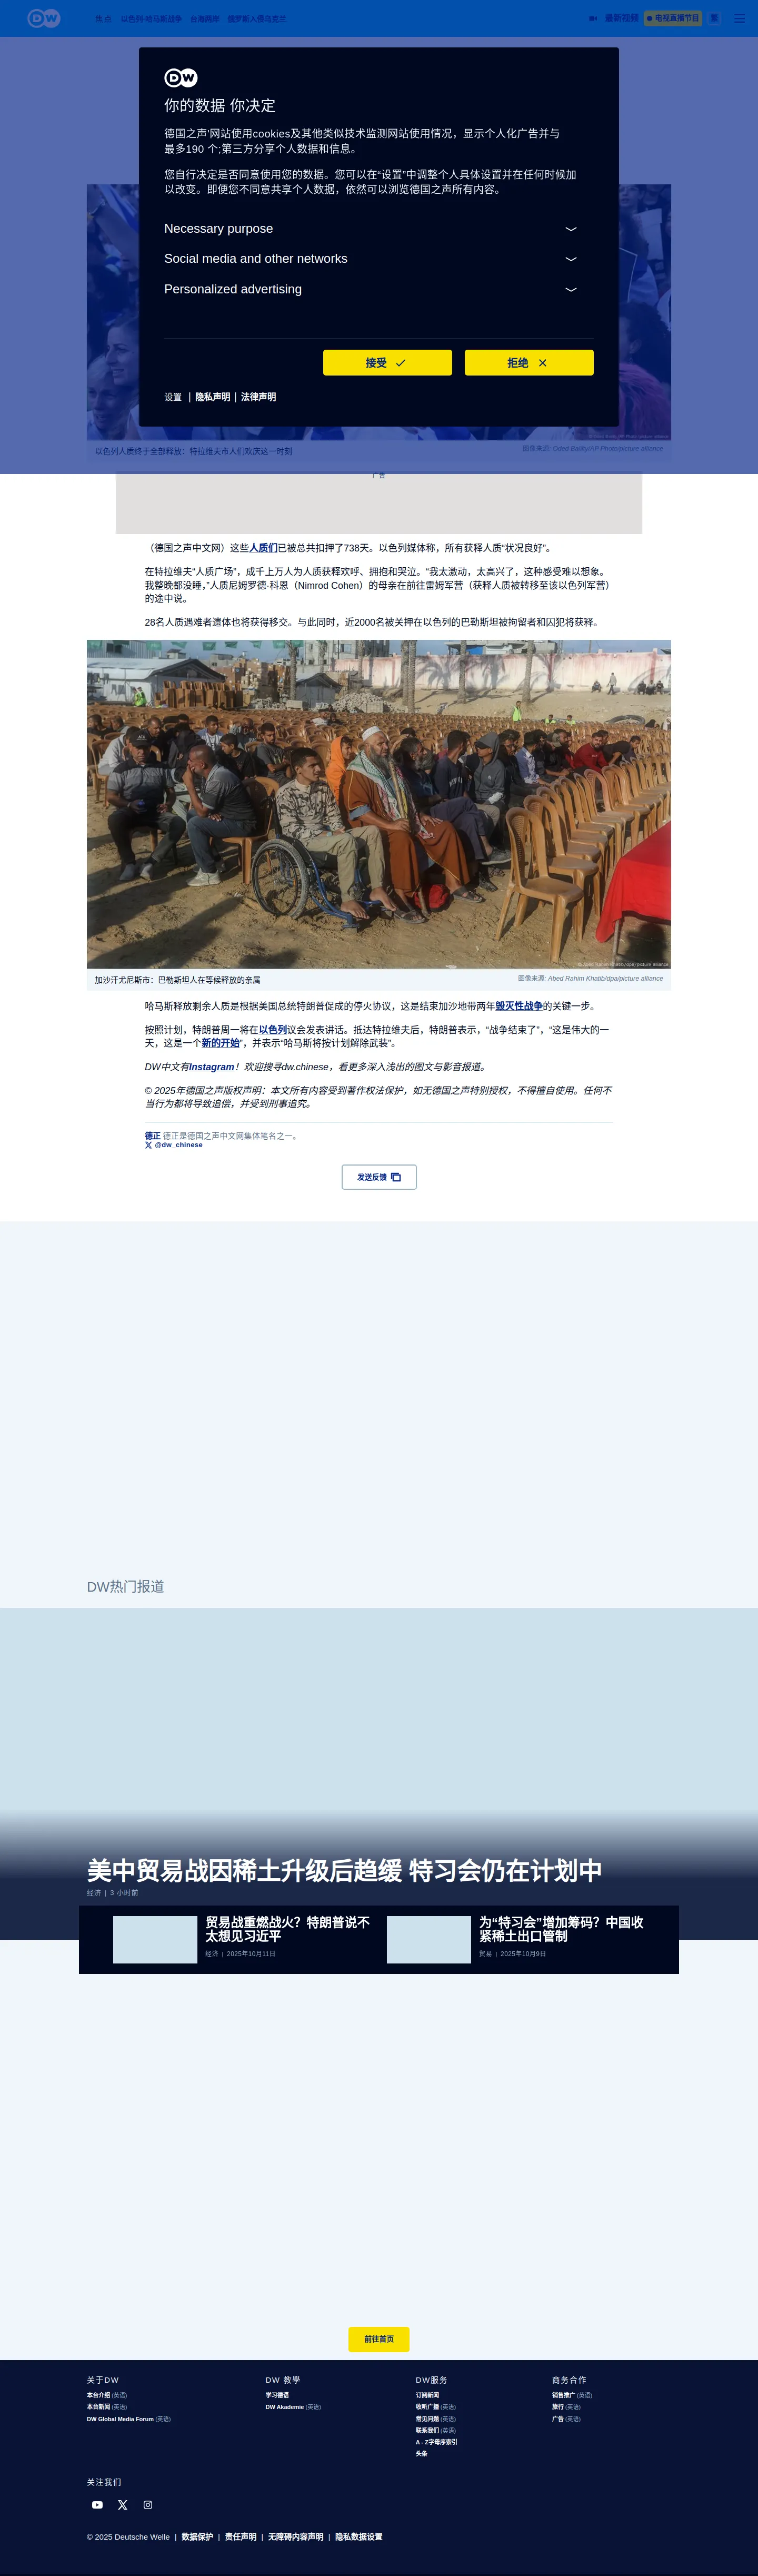 DW
焦点 以色列-哈马斯战争 台海两岸 俄罗斯入侵乌克兰
最新视频 电视直播节目 繁
DW
你的数据 你决定
德国之声'网站使用cookies及其他类似技术监测网站使用情况，显示个人化广告并与
最多190 个;第三方分享个人数据和信息。
您自行决定是否同意使用您的数据。您可以在“设置”中调整个人具体设置并在任何时候加
以改变。即便您不同意共享个人数据，依然可以浏览德国之声所有内容。
Necessary purpose
Social media and other networks
Personalized advertising
接受
拒绝
设置 | 隐私声明 | 法律声明
以色列人质终于全部释放：特拉维夫市人们欢庆这一时刻
图像来源: Oded Balilty/AP Photo/picture alliance
广告
（德国之声中文网）这些人质们已被总共扣押了738天。以色列媒体称，所有获释人质“状况良好”。
在特拉维夫“人质广场”，成千上万人为人质获释欢呼、拥抱和哭泣。“我太激动，太高兴了，这种感受难以想象。
我整晚都没睡，”人质尼姆罗德·科恩（Nimrod Cohen）的母亲在前往雷姆军营（获释人质被转移至该以色列军营）
的途中说。
28名人质遇难者遗体也将获得移交。与此同时，近2000名被关押在以色列的巴勒斯坦被拘留者和囚犯将获释。
© Abed Rahim Khatib/dpa/picture alliance
加沙汗尤尼斯市：巴勒斯坦人在等候释放的亲属
图像来源: Abed Rahim Khatib/dpa/picture alliance
哈马斯释放剩余人质是根据美国总统特朗普促成的停火协议，这是结束加沙地带两年毁灭性战争的关键一步。
按照计划，特朗普周一将在以色列议会发表讲话。抵达特拉维夫后，特朗普表示，“战争结束了”，“这是伟大的一
天，这是一个新的开始”，并表示“哈马斯将按计划解除武装”。
DW中文有Instagram！欢迎搜寻dw.chinese，看更多深入浅出的图文与影音报道。
© 2025年德国之声版权声明：本文所有内容受到著作权法保护，如无德国之声特别授权，不得擅自使用。任何不
当行为都将导致追偿，并受到刑事追究。
德正 德正是德国之声中文网集体笔名之一。
@dw_chinese
发送反馈
DW热门报道
美中贸易战因稀土升级后趋缓 特习会仍在计划中
经济 | 3 小时前
贸易战重燃战火？特朗普说不
太想见习近平
经济 | 2025年10月11日
为“特习会”增加筹码？中国收
紧稀土出口管制
贸易 | 2025年10月9日
前往首页
关于DW
本台介绍 (英语)
本台新闻 (英语)
DW Global Media Forum (英语)
DW 教學
学习德语
DW Akademie (英语)
DW服务
订阅新闻
收听广播 (英语)
常见问题 (英语)
联系我们 (英语)
A - Z字母序索引
头条
商务合作
销售推广 (英语)
旅行 (英语)
广告 (英语)
关注我们
© 2025 Deutsche Welle | 数据保护 | 责任声明 | 无障碍内容声明 | 隐私数据设置